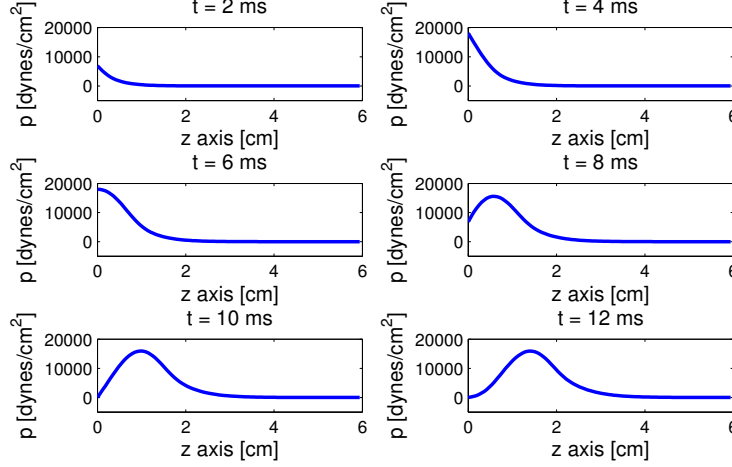 t = 2 ms
p [dynes/cm²]
20000
10000
0
0 2 4 6
z axis [cm]
t = 4 ms
p [dynes/cm²]
20000
10000
0
0 2 4 6
z axis [cm]
t = 6 ms
p [dynes/cm²]
20000
10000
0
0 2 4 6
z axis [cm]
t = 8 ms
p [dynes/cm²]
20000
10000
0
0 2 4 6
z axis [cm]
t = 10 ms
p [dynes/cm²]
20000
10000
0
0 2 4 6
z axis [cm]
t = 12 ms
p [dynes/cm²]
20000
10000
0
0 2 4 6
z axis [cm]